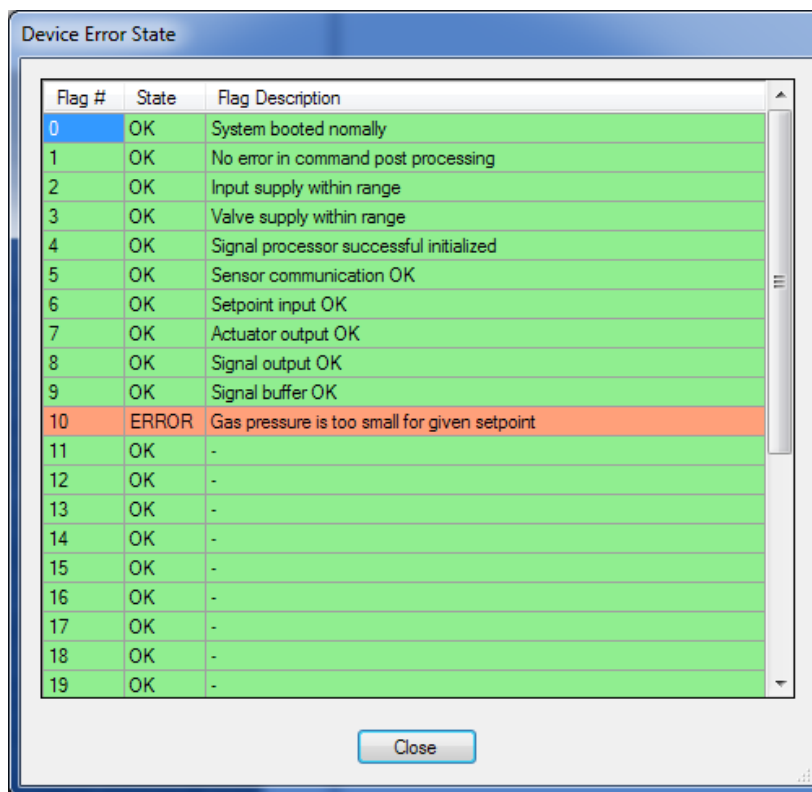 Device Error State
Flag # State Flag Description
0 OK System booted nomally
1 OK No error in command post processing
2 OK Input supply within range
3 OK Valve supply within range
4 OK Signal processor successful initialized
5 OK Sensor communication OK
6 OK Setpoint input OK
7 OK Actuator output OK
8 OK Signal output OK
9 OK Signal buffer OK
10 ERROR Gas pressure is too small for given setpoint
11 OK -
12 OK -
13 OK -
14 OK -
15 OK -
16 OK -
17 OK -
18 OK -
19 OK -
Close